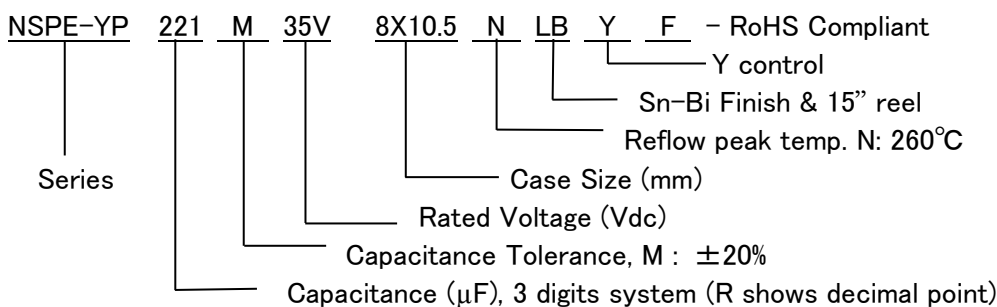 NSPE-YP 221 M 35V 8X10.5 N LB Y F - RoHS Compliant
Y control
Sn-Bi Finish & 15” reel
Reflow peak temp. N: 260℃
Series
Case Size (mm)
Rated Voltage (Vdc)
Capacitance Tolerance, M : ±20%
Capacitance (μF), 3 digits system (R shows decimal point)